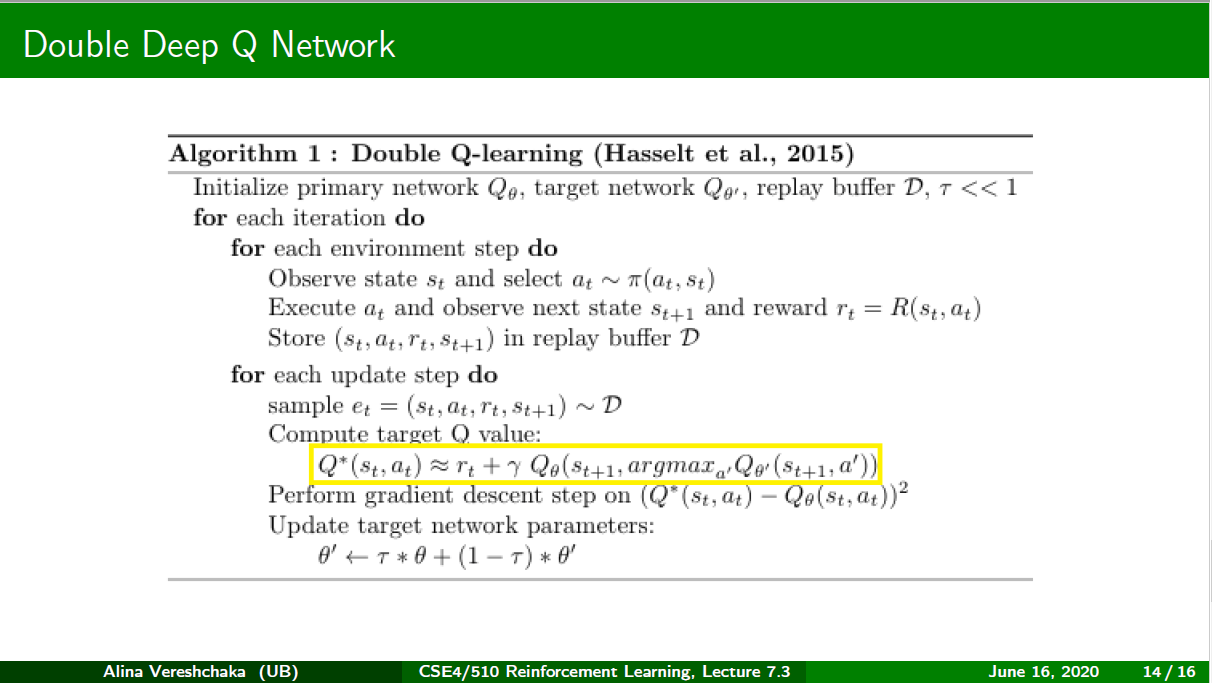 Double Deep Q Network
Algorithm 1 : Double Q-learning (Hasselt et al., 2015)
Initialize primary network Q_θ, target network Q_θ′, replay buffer 𝒟, τ << 1
for each iteration do
for each environment step do
Observe state s_t and select a_t ∼ π(a_t, s_t)
Execute a_t and observe next state s_{t+1} and reward r_t = R(s_t, a_t)
Store (s_t, a_t, r_t, s_{t+1}) in replay buffer 𝒟
for each update step do
sample e_t = (s_t, a_t, r_t, s_{t+1}) ∼ 𝒟
Compute target Q value:
Q*(s_t, a_t) ≈ r_t + γ Q_θ(s_{t+1}, argmax_{a′} Q_θ′(s_{t+1}, a′))
Perform gradient descent step on (Q*(s_t, a_t) − Q_θ(s_t, a_t))²
Update target network parameters:
θ′ ← τ * θ + (1 − τ) * θ′
Alina Vereshchaka (UB) CSE4/510 Reinforcement Learning, Lecture 7.3 June 16, 2020 14 / 16